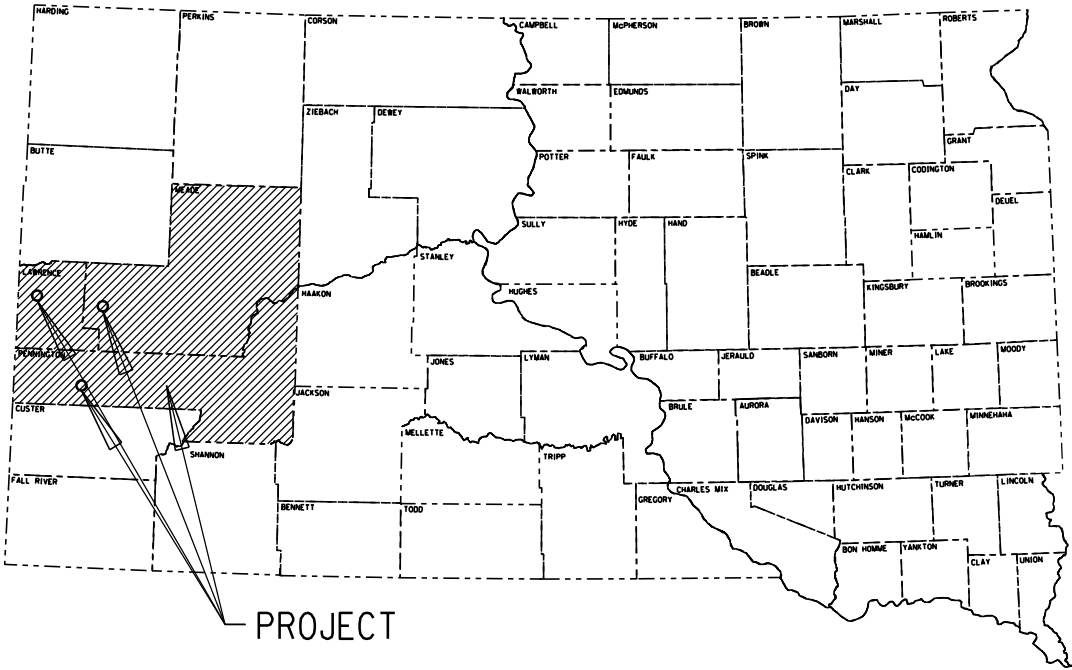 HARDING
PERKINS
CORSON
CAMPBELL
McPHERSON
BROWN
MARSHALL
ROBERTS
WALWORTH
EDMUNDS
DAY
ZIEBACH
DEWEY
GRANT
BUTTE
POTTER
FAULK
SPINK
CLARK
CODINGTON
MEADE
DEUEL
SULLY
HYDE
HAND
HAMLIN
STANLEY
LAWRENCE
BEADLE
HAAKON
HUGHES
KINGSBURY
BROOKINGS
PENNINGTON
JONES
LYMAN
BUFFALO
JERAULD
SANBORN
MINER
LAKE
MOODY
JACKSON
CUSTER
BRULE
AURORA
DAVISON
HANSON
McCOOK
MINNEHAHA
MELLETTE
SHANNON
TRIPP
FALL RIVER
GREGORY
CHARLES MIX
DOUGLAS
HUTCHINSON
TURNER
LINCOLN
BENNETT
TODD
BON HOMME
YANKTON
CLAY
UNION
PROJECT